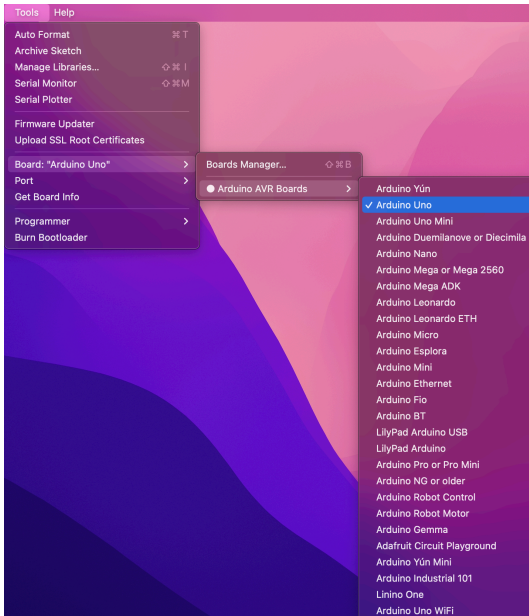 Tools Help
Auto Format ⌘ T
Archive Sketch
Manage Libraries... ⇧ ⌘ I
Serial Monitor ⇧ ⌘ M
Serial Plotter
Firmware Updater
Upload SSL Root Certificates
Board: "Arduino Uno"
Port
Get Board Info
Programmer
Burn Bootloader
Boards Manager... ⇧ ⌘ B
Arduino AVR Boards
Arduino Yún
✓ Arduino Uno
Arduino Uno Mini
Arduino Duemilanove or Diecimila
Arduino Nano
Arduino Mega or Mega 2560
Arduino Mega ADK
Arduino Leonardo
Arduino Leonardo ETH
Arduino Micro
Arduino Esplora
Arduino Mini
Arduino Ethernet
Arduino Fio
Arduino BT
LilyPad Arduino USB
LilyPad Arduino
Arduino Pro or Pro Mini
Arduino NG or older
Arduino Robot Control
Arduino Robot Motor
Arduino Gemma
Adafruit Circuit Playground
Arduino Yún Mini
Arduino Industrial 101
Linino One
Arduino Uno WiFi